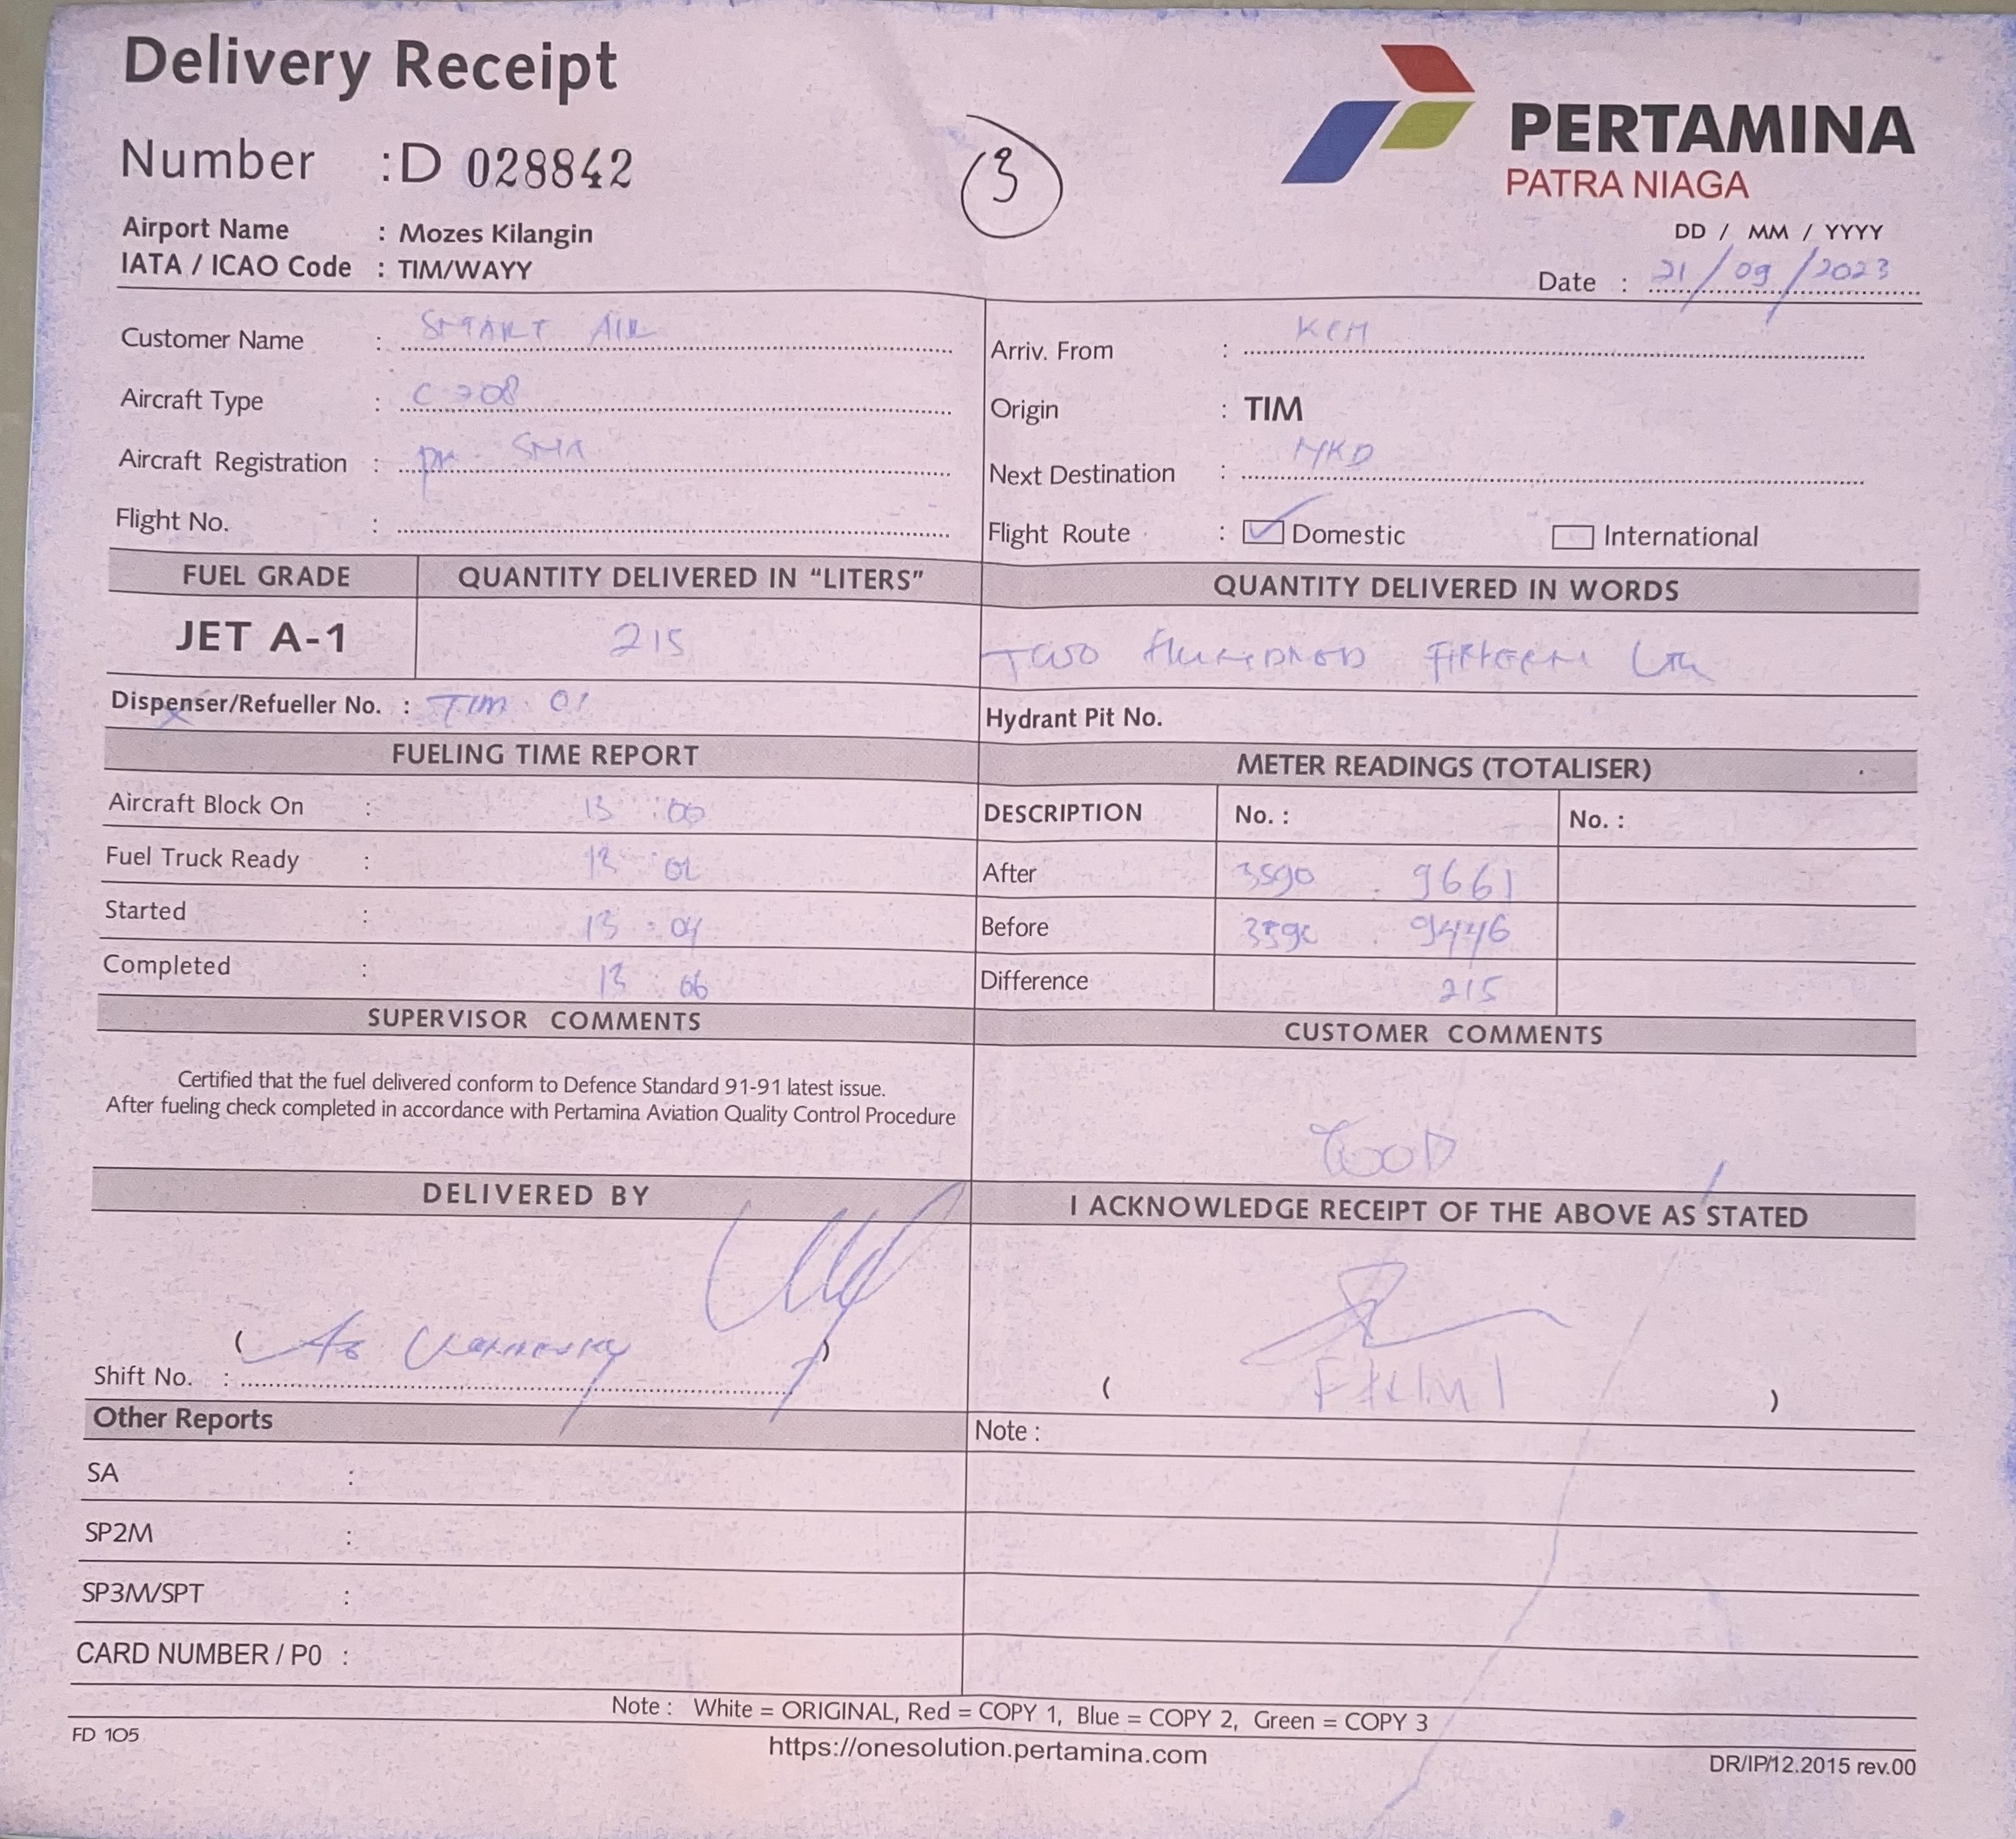 Delivery Receipt
Number : D 028842
3
PERTAMINA
PATRA NIAGA
Airport Name : Mozes Kilangin
IATA / ICAO Code : TIM/WAYY
DD / MM / YYYY
Date : 21/09/2023
Customer Name : SMART AIR
Aircraft Type : C 208
Aircraft Registration : PK-
Flight No. :
Arriv. From :
Origin : TIM
Next Destination :
Flight Route : Domestic International
FUEL GRADE QUANTITY DELIVERED IN "LITERS" QUANTITY DELIVERED IN WORDS
JET A-1 215 TWO HUNDRED FIFTEEN
Dispenser/Refueller No. : TIM 01 Hydrant Pit No.
FUELING TIME REPORT
Aircraft Block On : 13 : 00
Fuel Truck Ready : 13 : 02
Started : 13 : 04
Completed : 13 : 06
METER READINGS (TOTALISER)
DESCRIPTION No. : No. :
After 3590 . 9661
Before 3590 . 9446
Difference 215
SUPERVISOR COMMENTS
Certified that the fuel delivered conform to Defence Standard 91-91 latest issue.
After fueling check completed in accordance with Pertamina Aviation Quality Control Procedure
CUSTOMER COMMENTS
GOOD
DELIVERED BY
( )
Shift No. :
I ACKNOWLEDGE RECEIPT OF THE ABOVE AS STATED
( )
Other Reports
SA :
SP2M :
SP3M/SPT :
CARD NUMBER / P0 :
Note :
Note : White = ORIGINAL, Red = COPY 1, Blue = COPY 2, Green = COPY 3
FD 105
https://onesolution.pertamina.com
DR/IP/12.2015 rev.00